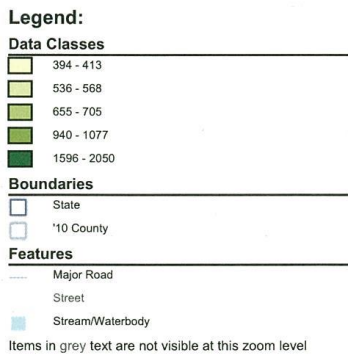 Legend:
Data Classes
394 - 413
536 - 568
655 - 705
940 - 1077
1596 - 2050
Boundaries
State
'10 County
Features
Major Road
Street
Stream/Waterbody
Items in grey text are not visible at this zoom level